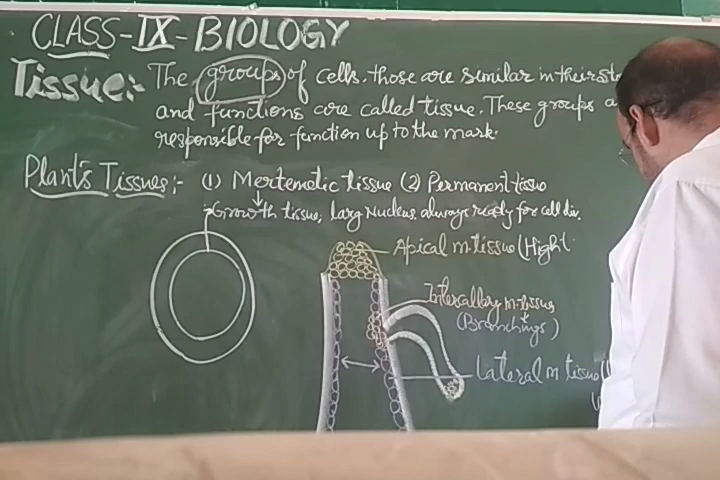 CLASS-IX-BIOLOGY
Tissue:- The groups of cells. those are similar in their st
and functions are called tissue. These groups a
responsible for function up to the mark.
Plant's Tissues:- (1) Mertematic tissue (2) Permanent tissue
Growth tissue, larg Nucleus, always ready for cell div.
Apical m tissue (Hight
Intercallery m-tissue
(Branchings)
Lateral m tissue (